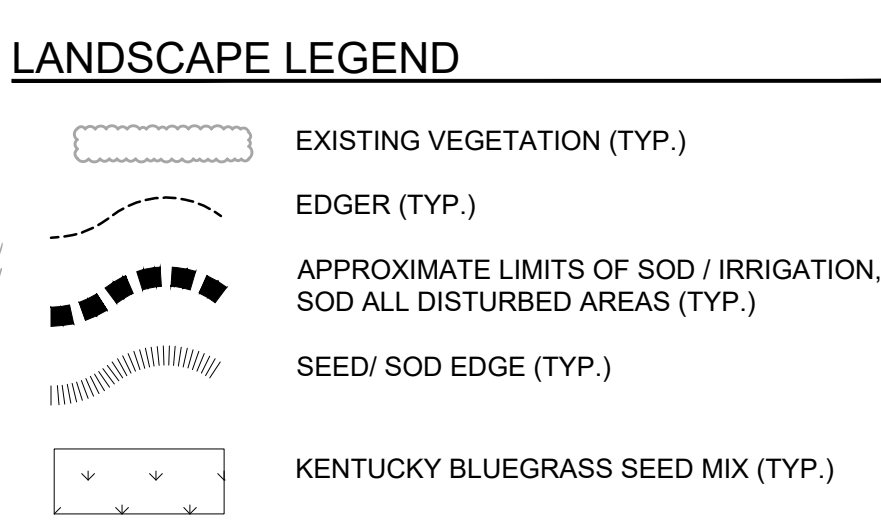 LANDSCAPE LEGEND
EXISTING VEGETATION (TYP.)
EDGER (TYP.)
APPROXIMATE LIMITS OF SOD / IRRIGATION,
SOD ALL DISTURBED AREAS (TYP.)
SEED/ SOD EDGE (TYP.)
KENTUCKY BLUEGRASS SEED MIX (TYP.)